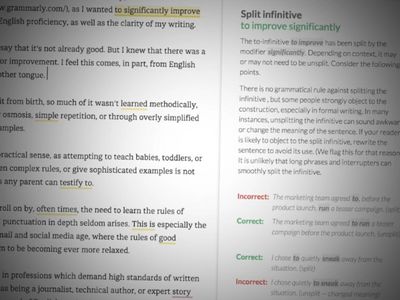 w.grammarly.com/), as I wanted to significantly improve
English proficiency, as well as the clarity of my writing.
say that it's not already good. But I knew that there was a
or improvement. I feel this comes, in part, from English
other tongue.
it from birth, so much of it wasn't learned methodically,
osmosis, simple repetition, or through overly simplified
amples.
practical sense, as attempting to teach babies, toddlers, or
en complex rules, or give sophisticated examples is not
s any parent can testify to.
roll on by, often times, the need to learn the rules of
punctuation in depth seldom arises. This is especially the
mail and social media age, where the rules of good
n to be becoming ever more relaxed.
in professions which demand high standards of written
as being a journalist, technical author, or expert story
Split infinitive
to improve significantly
The to-infinitive to improve has been split by the
modifier significantly. Depending on context, it may
or may not need to be unsplit. Consider the following
points.
There is no grammatical rule against splitting the
infinitive, but some people strongly object to the
construction, especially in formal writing. In many
instances, unsplitting the infinitive can sound awkwar
or change the meaning of the sentence. If your reader
is likely to object to the split infinitive, rewrite the
sentence to avoid its use. (We flag this for that reason
It is unlikely that long phrases and interrupters can
smoothly split the infinitive.
Incorrect: The marketing team agreed to, before the
product launch, run a teaser campaign. (split)
Correct: The marketing team agreed to run a teaser
campaign before the product launch. (unsplit)
Correct: I chose to quietly sneak away from the
situation. (split)
Incorrect: I chose to sneak away quietly from the
situation. (unsplit — changed meaning)